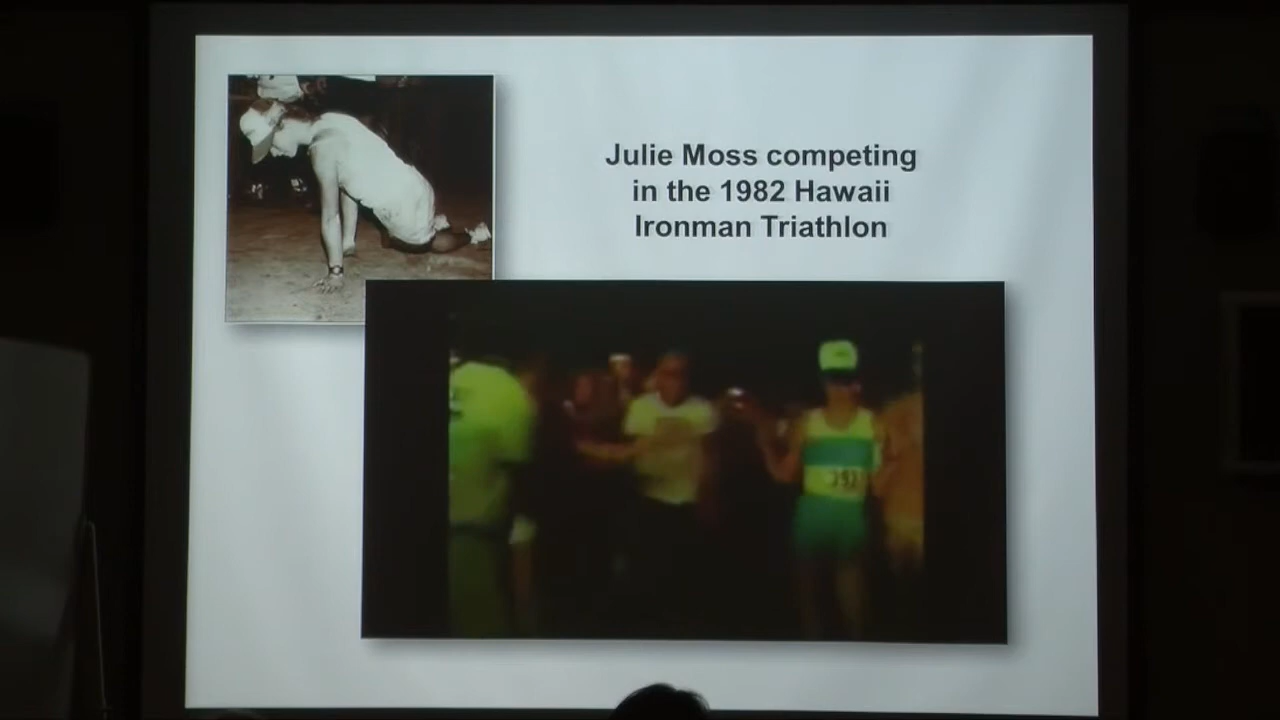 Julie Moss competing
in the 1982 Hawaii
Ironman Triathlon